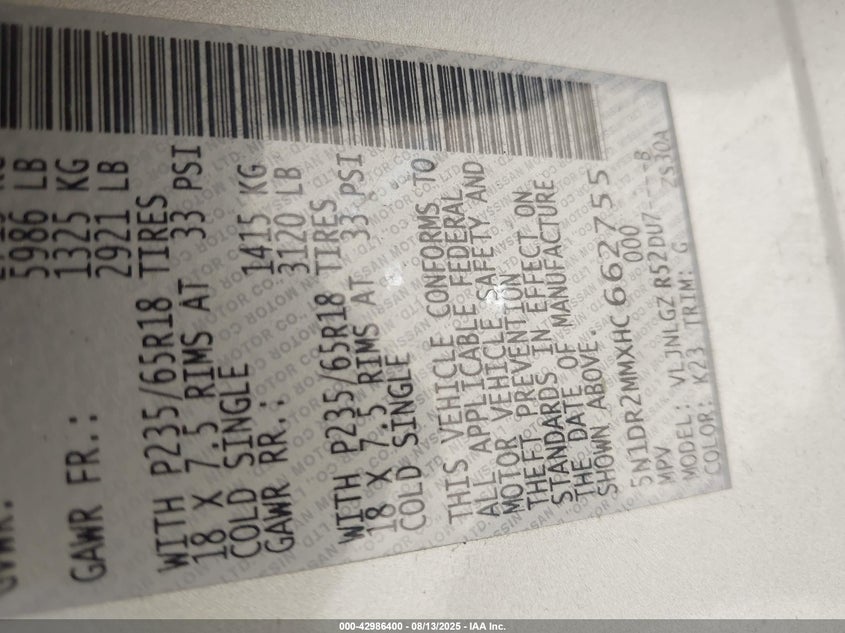 5986 LB
1325 KG
GAWR FR.: 2921 LB
WITH P235/65R18 TIRES
18 X 7.5 RIMS AT 33 PSI
COLD SINGLE
1415 KG
GAWR RR.: 3120 LB
WITH P235/65R18 TIRES
18 X 7.5 RIMS AT 33 PSI
COLD SINGLE
THIS VEHICLE CONFORMS TO
ALL APPLICABLE FEDERAL
MOTOR VEHICLE SAFETY AND
THEFT PREVENTION
STANDARDS IN EFFECT ON
THE DATE OF MANUFACTURE
SHOWN ABOVE.
5N1DR2MMXHC662755
MPV 000
MODEL: VLJNLGZ R52DU7----B
COLOR: K23 TRIM: G ZS30A
000-42986400 - 08/13/2025 - IAA Inc.